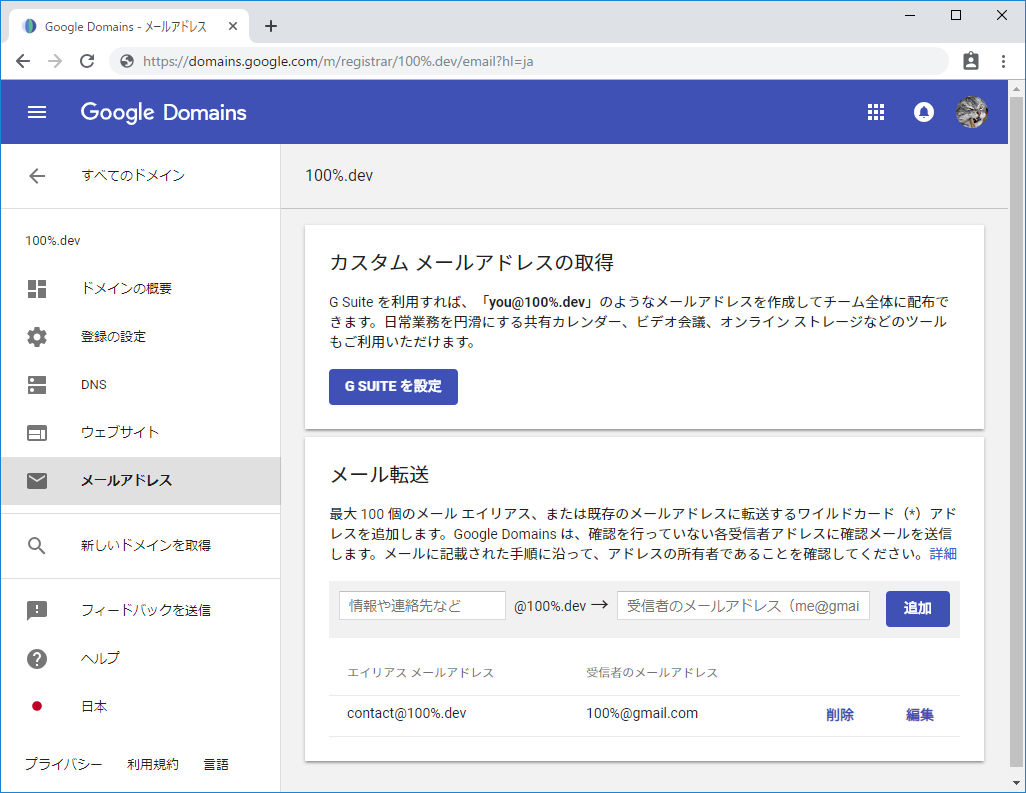 Google Domains - メールアドレス
https://domains.google.com/m/registrar/100%.dev/email?hl=ja
Google Domains
すべてのドメイン
100%.dev
100%.dev
ドメインの概要
登録の設定
DNS
ウェブサイト
メールアドレス
新しいドメインを取得
フィードバックを送信
ヘルプ
日本
プライバシー 利用規約 言語
カスタム メールアドレスの取得
G Suite を利用すれば、「you@100%.dev」のようなメールアドレスを作成してチーム全体に配布で
きます。日常業務を円滑にする共有カレンダー、ビデオ会議、オンライン ストレージなどのツール
もご利用いただけます。
G SUITE を設定
メール転送
最大 100 個のメール エイリアス、または既存のメールアドレスに転送するワイルドカード（*）アド
レスを追加します。Google Domains は、確認を行っていない各受信者アドレスに確認メールを送信
します。メールに記載された手順に沿って、アドレスの所有者であることを確認してください。詳細
情報や連絡先など @100%.dev → 受信者のメールアドレス（me@gmai 追加
エイリアス メールアドレス 受信者のメールアドレス
contact@100%.dev 100%@gmail.com 削除 編集